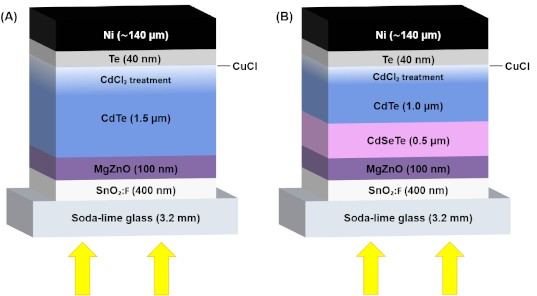 (A)
Ni (~140 μm)
Te (40 nm)
CuCl
CdCl₂ treatment
CdTe (1.5 μm)
MgZnO (100 nm)
SnO₂:F (400 nm)
Soda-lime glass (3.2 mm)
(B)
Ni (~140 μm)
Te (40 nm)
CuCl
CdCl₂ treatment
CdTe (1.0 μm)
CdSeTe (0.5 μm)
MgZnO (100 nm)
SnO₂:F (400 nm)
Soda-lime glass (3.2 mm)